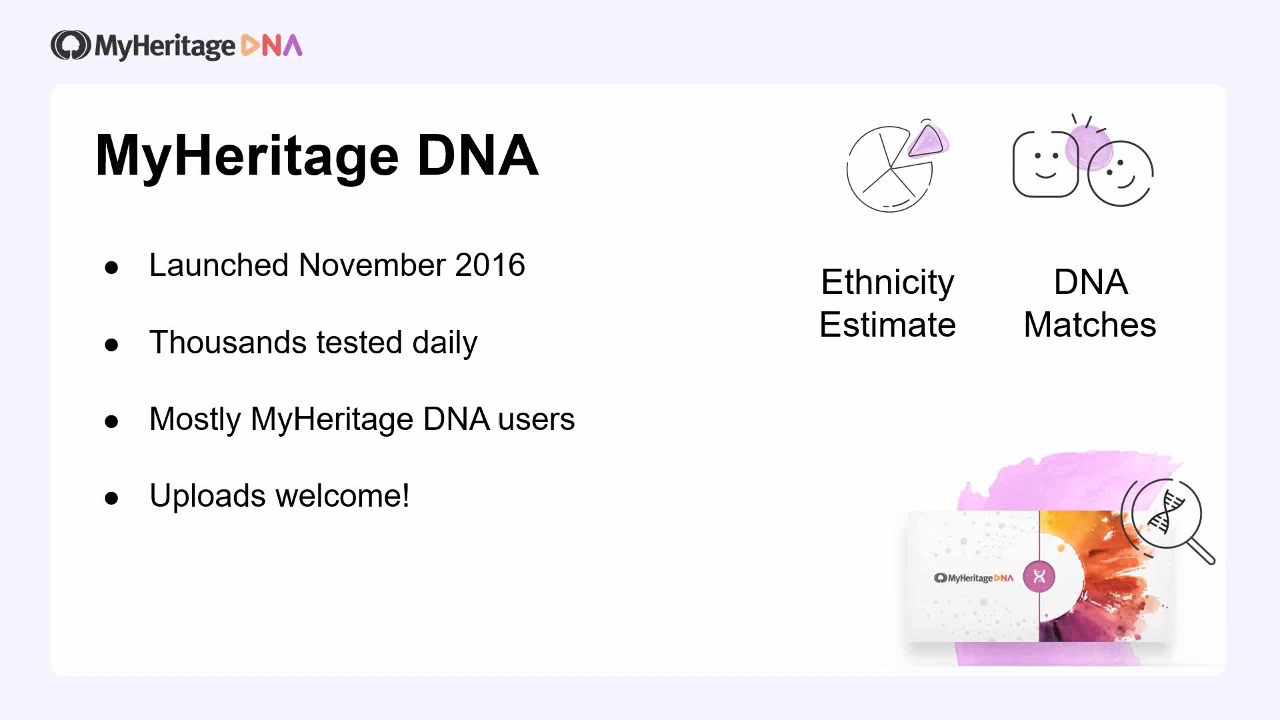 MyHeritage DNA
MyHeritage DNA
● Launched November 2016
● Thousands tested daily
● Mostly MyHeritage DNA users
● Uploads welcome!
Ethnicity
Estimate
DNA
Matches
MyHeritage DNA